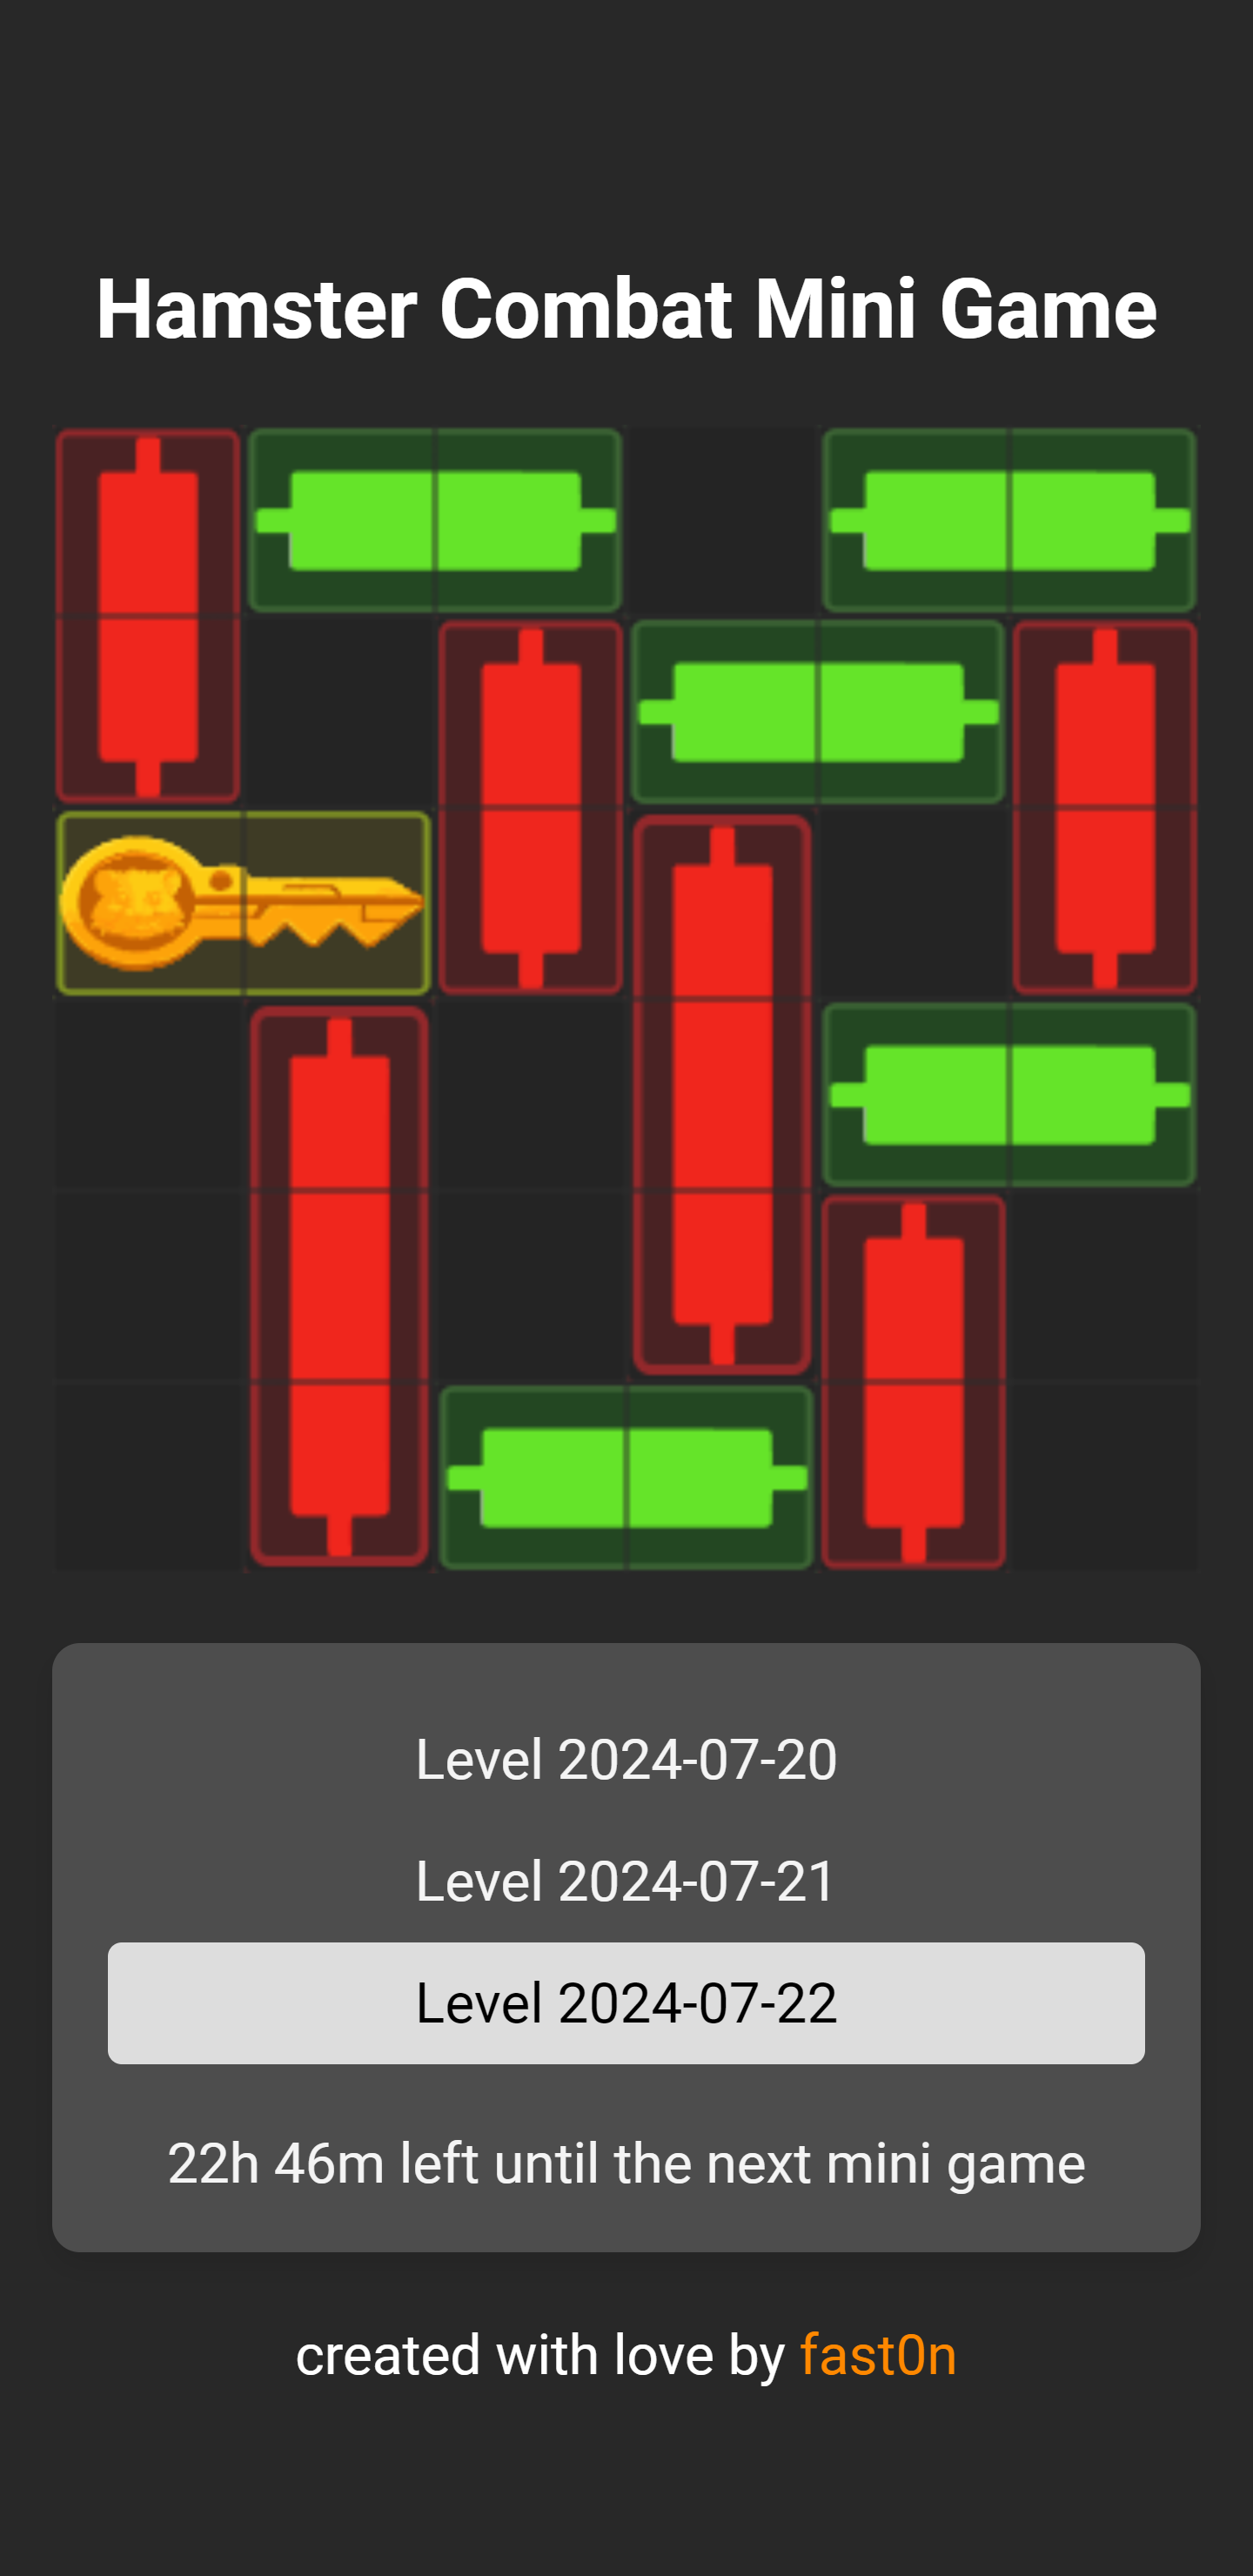 Hamster Combat Mini Game
Level 2024-07-20
Level 2024-07-21
Level 2024-07-22
22h 46m left until the next mini game
created with love by fast0n